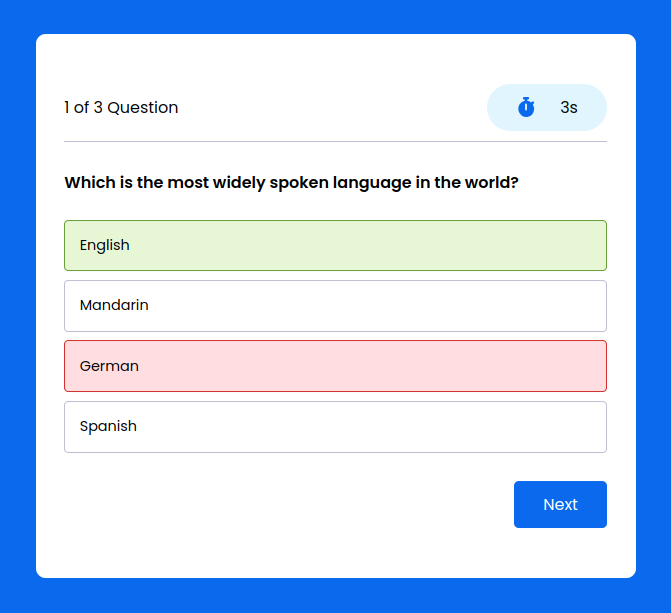 1 of 3 Question
3s
Which is the most widely spoken language in the world?
English
Mandarin
German
Spanish
Next